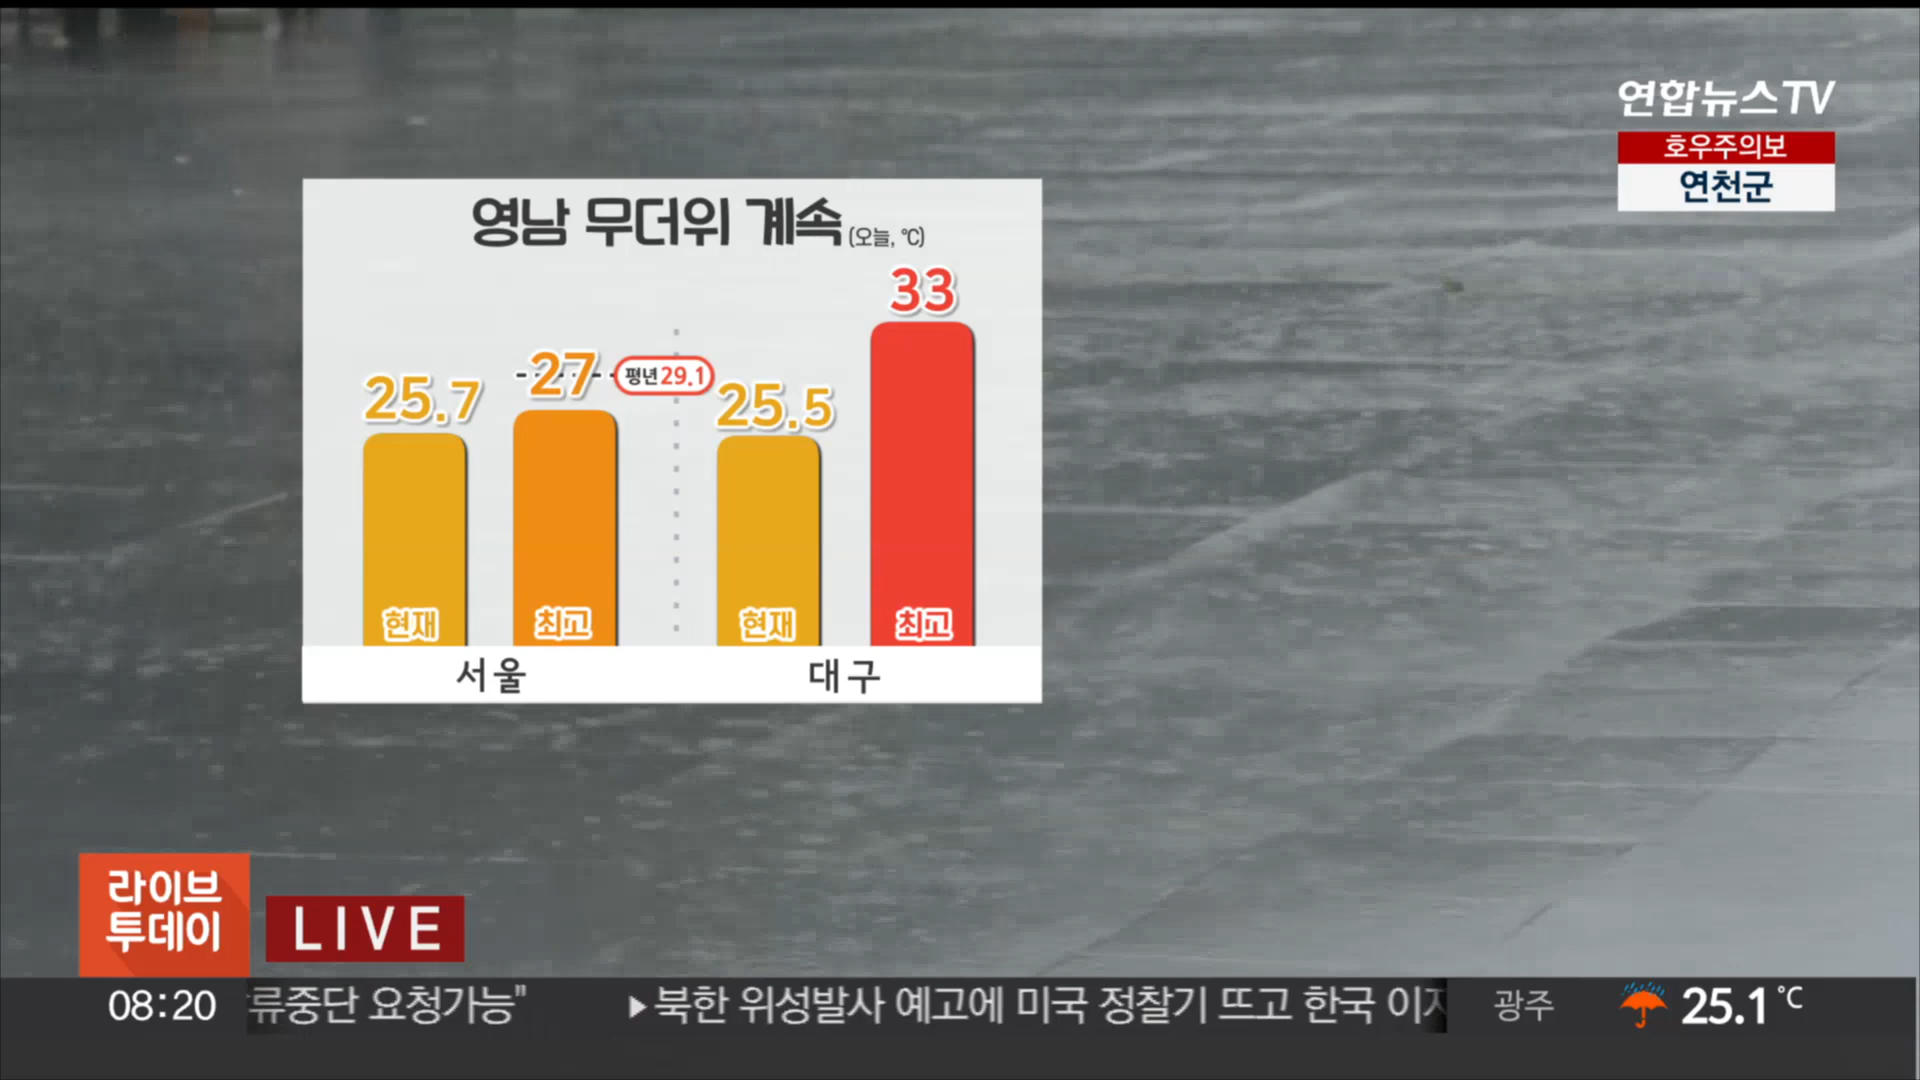 연합뉴스TV
호우주의보
연천군
영남 무더위 계속 (오늘, ℃)
33
27
평년 29.1
25.7
25.5
현재
최고
현재
최고
서울
대구
라이브
투데이
LIVE
08:20
류중단 요청가능"
▶북한 위성발사 예고에 미국 정찰기 뜨고 한국 이지
광주
25.1℃